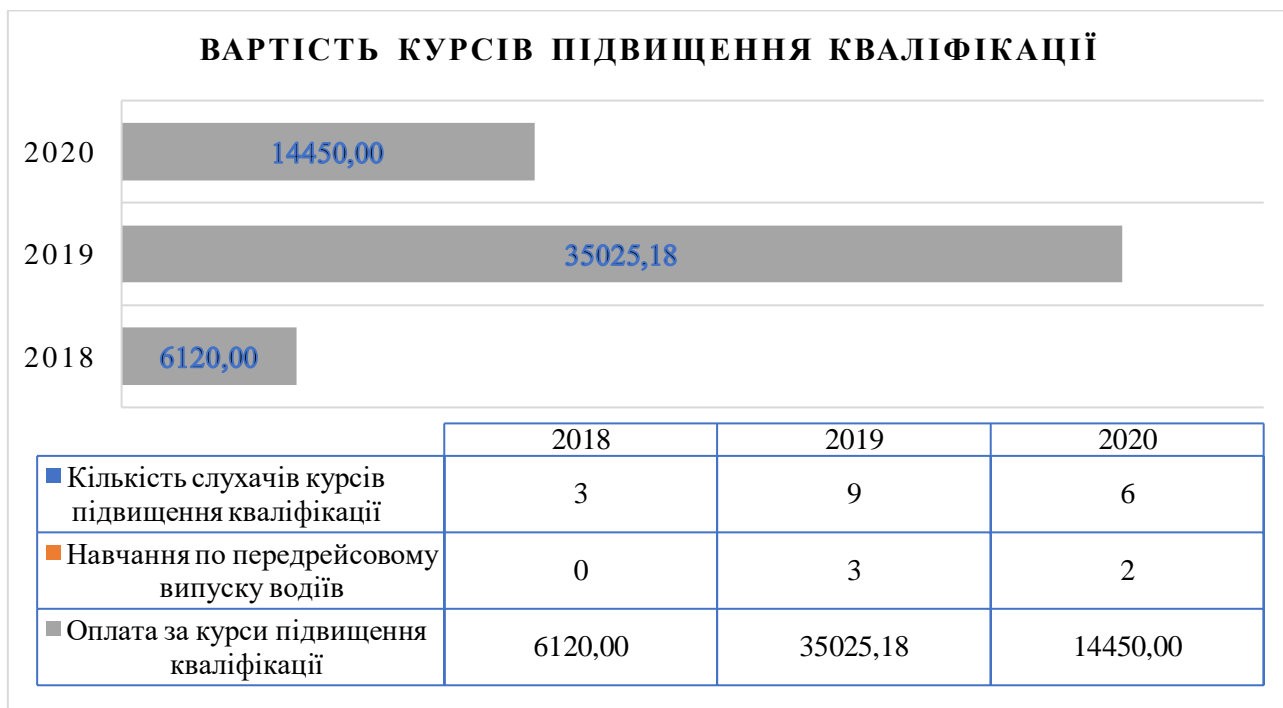 ВАРТІСТЬ КУРСІВ ПІДВИЩЕННЯ КВАЛІФІКАЦІЇ
2020
14450,00
2019
35025,18
2018
6120,00
2018 2019 2020
Кількість слухачів курсів
підвищення кваліфікації
3 9 6
Навчання по передрейсовому
випуску водіїв
0 3 2
Оплата за курси підвищення
кваліфікації
6120,00 35025,18 14450,00